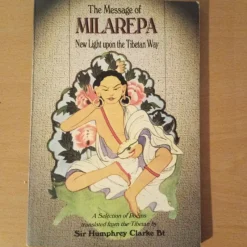 The Message of
MILAREPA
New Light upon the Tibetan Way
A Selection of Poems
translated from the Tibetan by
Sir Humphrey Clarke Bt